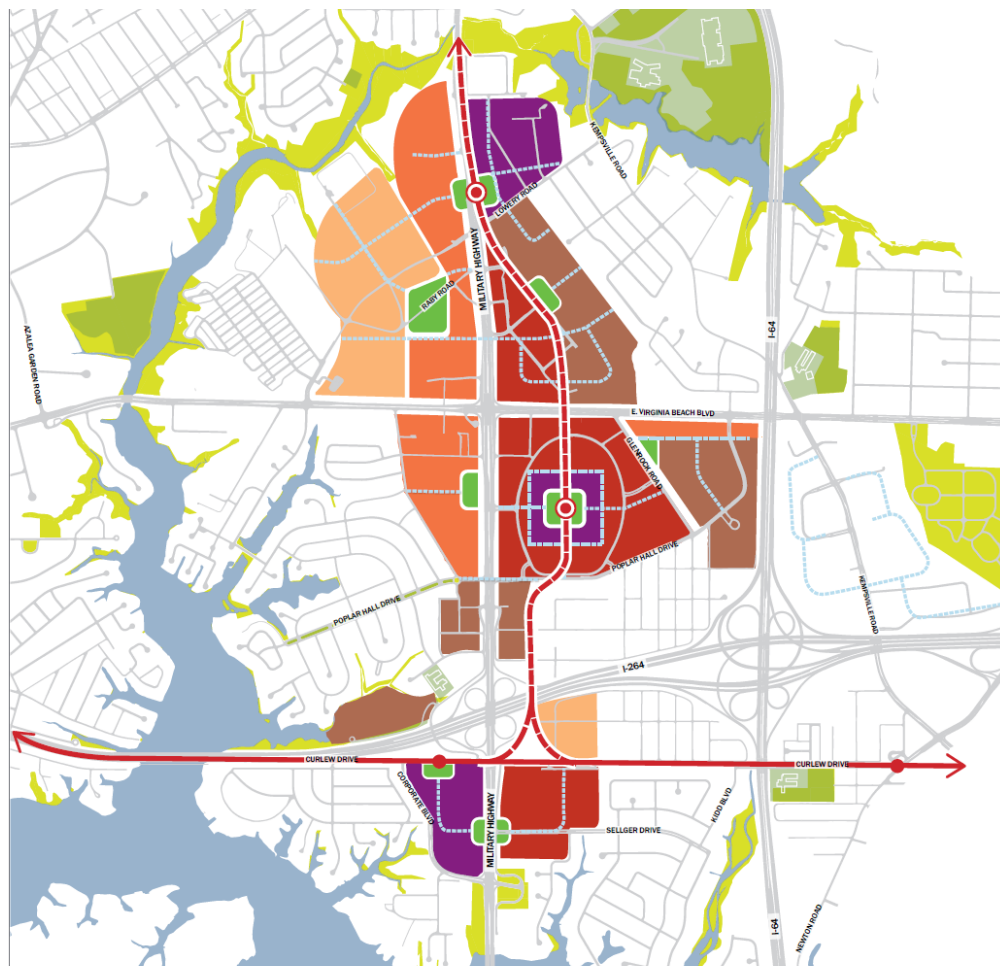 KEMPSVILLE ROAD
LOWERY ROAD
MILITARY HIGHWAY
RABY ROAD
I-64
AZALEA GARDEN ROAD
E. VIRGINIA BEACH BLVD
GLENROCK ROAD
POPLAR HALL DRIVE
POPLAR HALL DRIVE
KEMPSVILLE ROAD
I-264
CURLEW DRIVE
CURLEW DRIVE
CORPORATE BLVD
MILITARY HIGHWAY
KIDD BLVD
SELLGER DRIVE
I-64
NEWTON ROAD